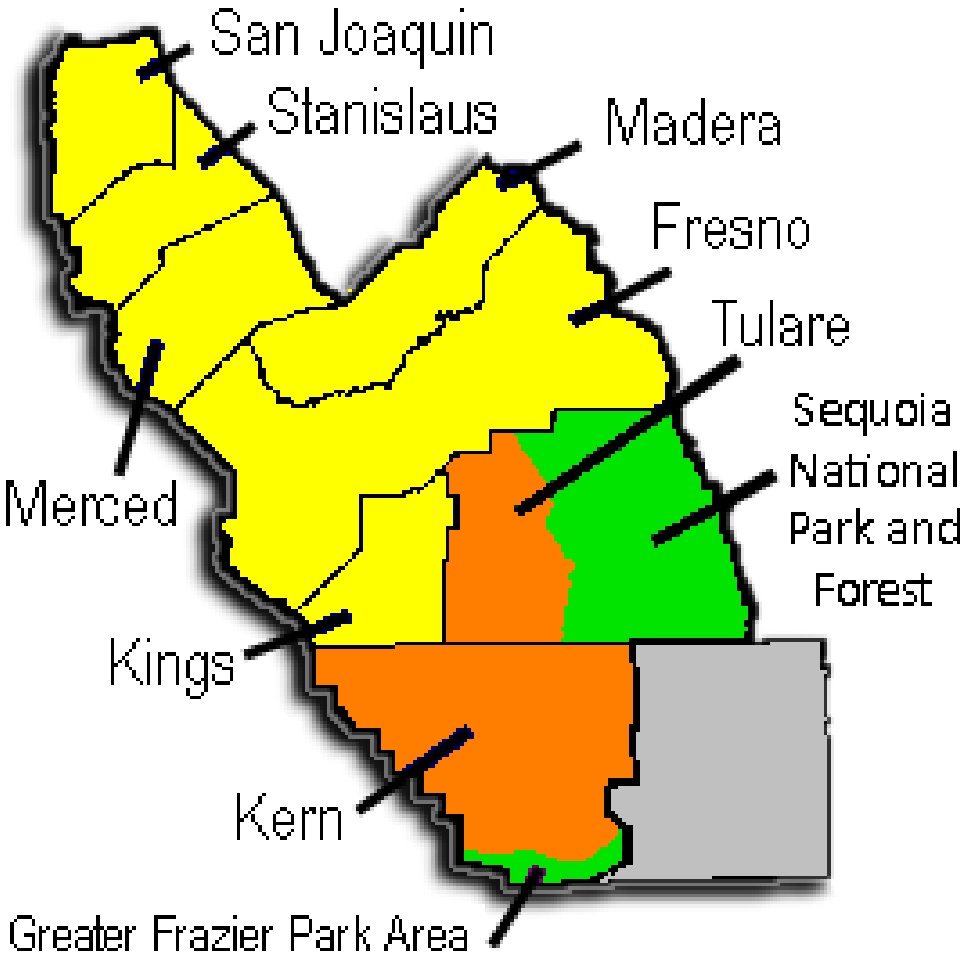 San Joaquin
Stanislaus
Madera
Fresno
Tulare
Sequoia
National
Park and
Forest
Merced
Kings
Kern
Greater Frazier Park Area